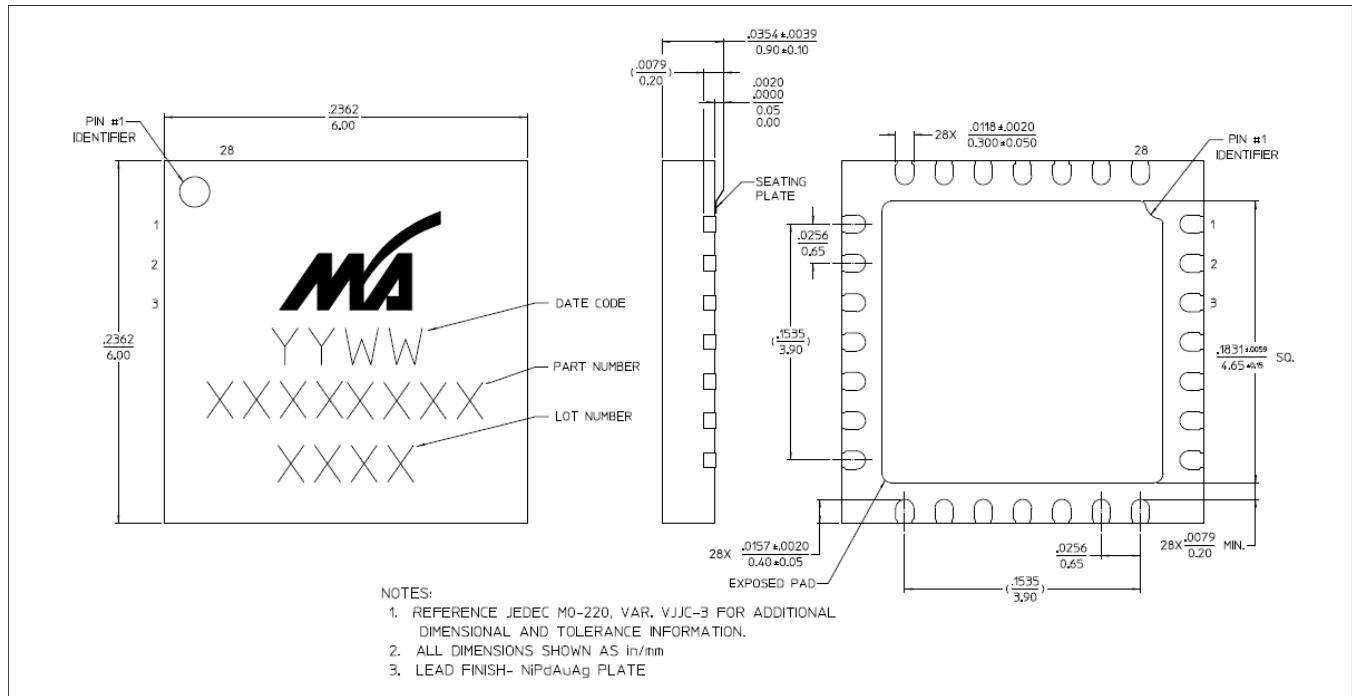 PIN #1
IDENTIFIER
28
.2362
6.00
1
2
3
.2362
6.00
MA
YYWW
XXXXXXXX
XXXX
DATE CODE
PART NUMBER
LOT NUMBER
.0354±.0039
0.90±0.10
(.0079
0.20)
.0020
.0000
0.05
0.00
SEATING
PLATE
.0256
0.65
(.1535
3.90)
28X .0118±.0020
0.300±0.050
28
PIN #1
IDENTIFIER
1
2
3
.1831±.0059
4.65±0.15 SQ.
28X .0157±.0020
0.40±0.05
EXPOSED PAD
(.1535
3.90)
.0256
0.65
28X .0079
0.20 MIN.
NOTES:
1. REFERENCE JEDEC MO-220, VAR. VJJC-3 FOR ADDITIONAL
DIMENSIONAL AND TOLERANCE INFORMATION.
2. ALL DIMENSIONS SHOWN AS in/mm
3. LEAD FINISH- NiPdAuAg PLATE